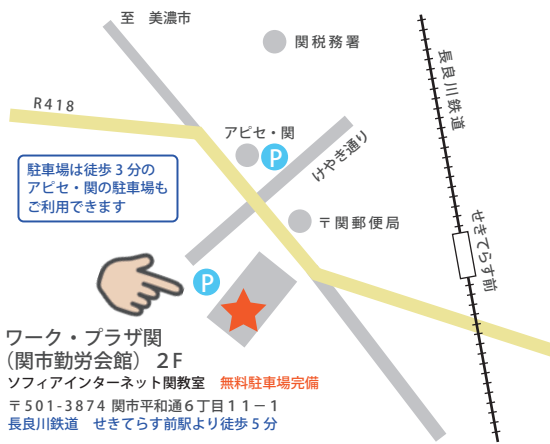 至　美濃市
関税務署
長良川鉄道
R418
アピセ・関
P
けやき通り
駐車場は徒歩３分の
アピセ・関の駐車場も
ご利用できます
〒関郵便局
せきてらす前
P
ワーク・プラザ関
（関市勤労会館）２F
ソフィアインターネット関教室　無料駐車場完備
〒501-3874 関市平和通６丁目１１－１
長良川鉄道　せきてらす前駅より徒歩５分